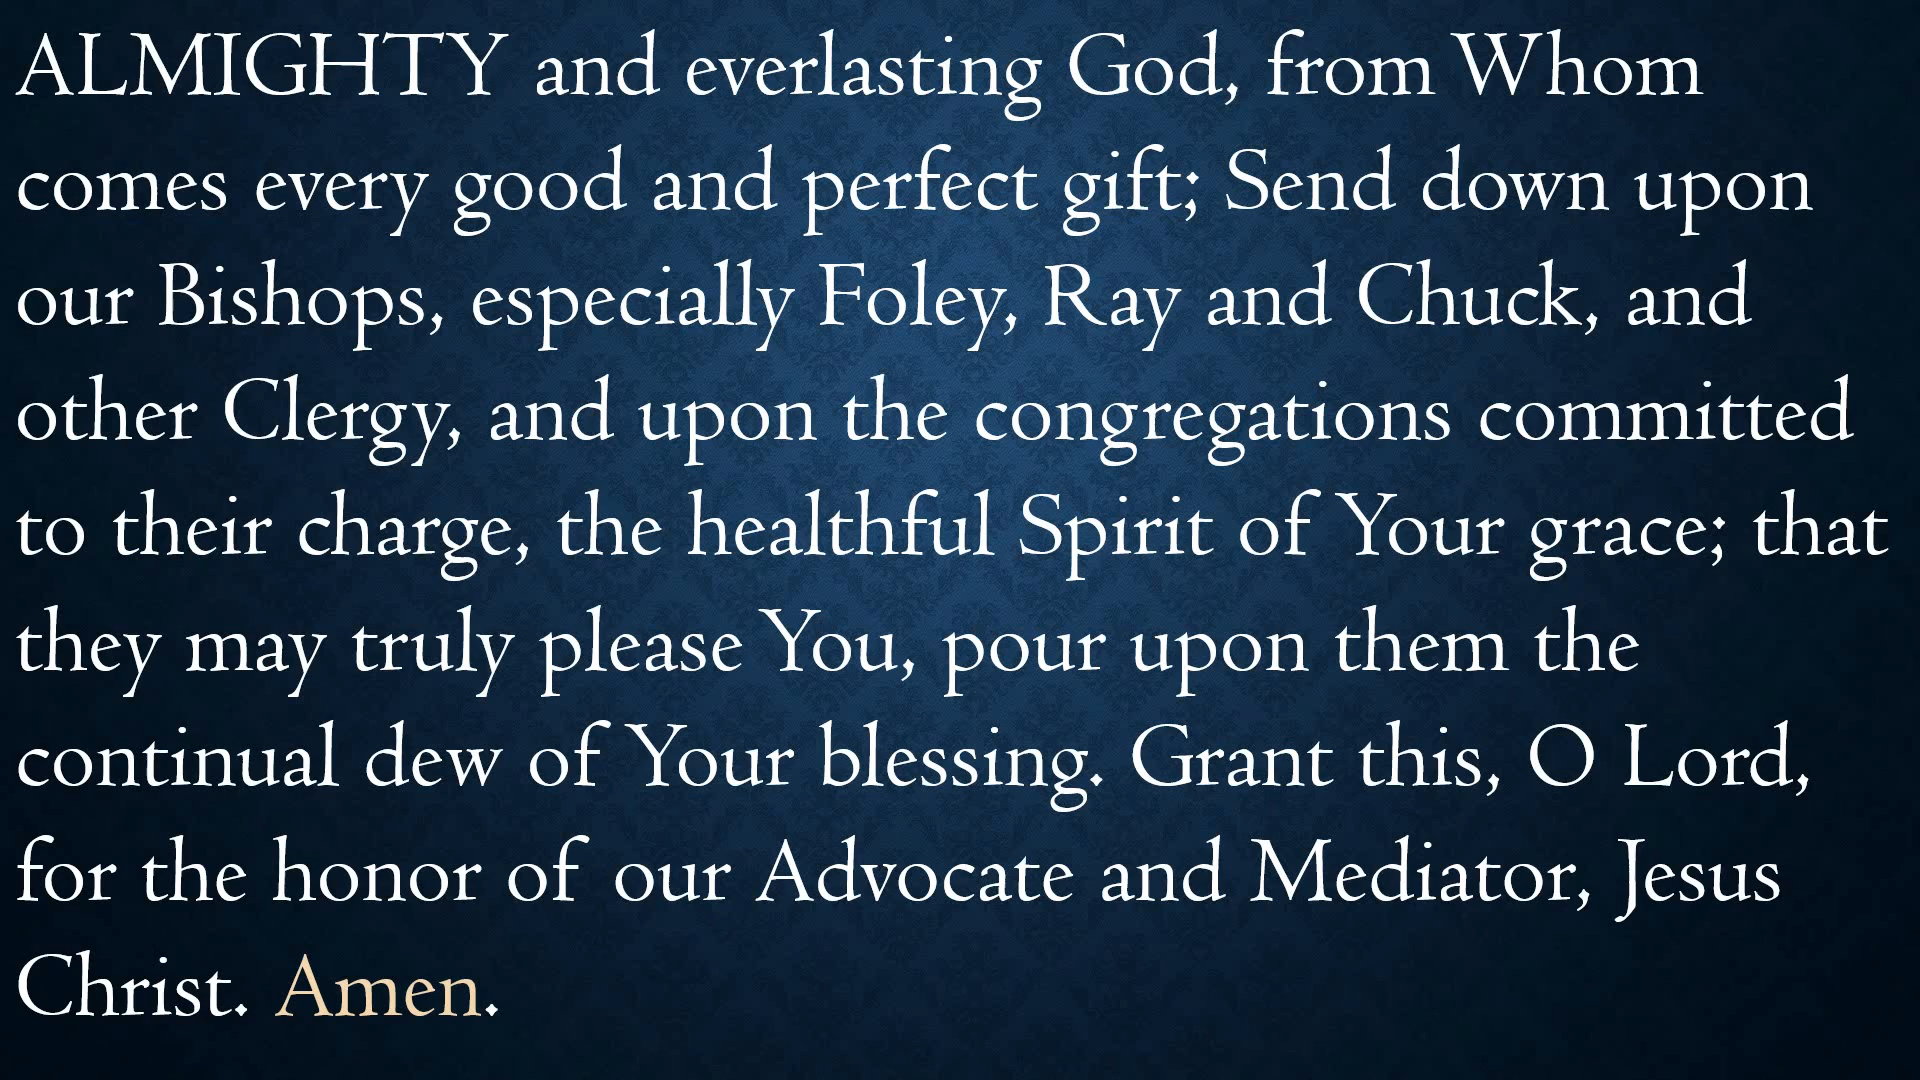 ALMIGHTY and everlasting God, from Whom
comes every good and perfect gift; Send down upon
our Bishops, especially Foley, Ray and Chuck, and
other Clergy, and upon the congregations committed
to their charge, the healthful Spirit of Your grace; that
they may truly please You, pour upon them the
continual dew of Your blessing. Grant this, O Lord,
for the honor of our Advocate and Mediator, Jesus
Christ. Amen.